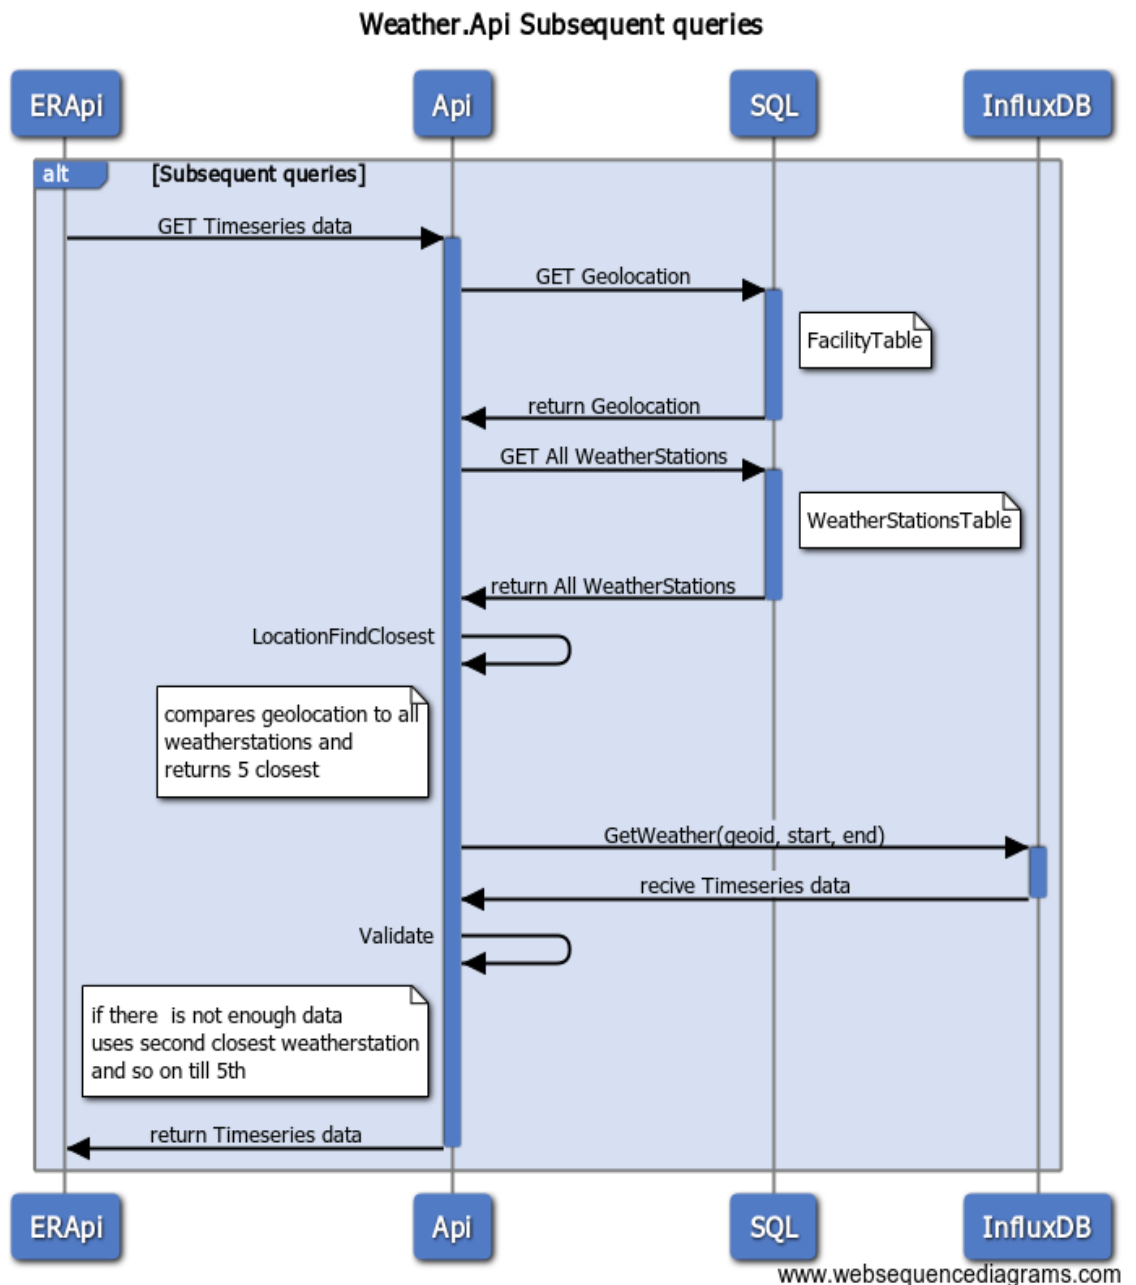 Weather.Api Subsequent queries
ERApi
Api
SQL
InfluxDB
alt
[Subsequent queries]
GET Timeseries data
GET Geolocation
FacilityTable
return Geolocation
GET All WeatherStations
WeatherStationsTable
return All WeatherStations
LocationFindClosest
compares geolocation to all
weatherstations and
returns 5 closest
GetWeather(geoid, start, end)
recive Timeseries data
Validate
if there  is not enough data
uses second closest weatherstation
and so on till 5th
return Timeseries data
ERApi
Api
SQL
InfluxDB
www.websequencediagrams.com